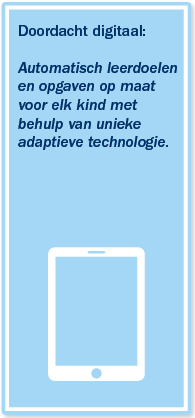 Doordacht digitaal:
Automatisch leerdoelen
en opgaven op maat
voor elk kind met
behulp van unieke
adaptieve technologie.